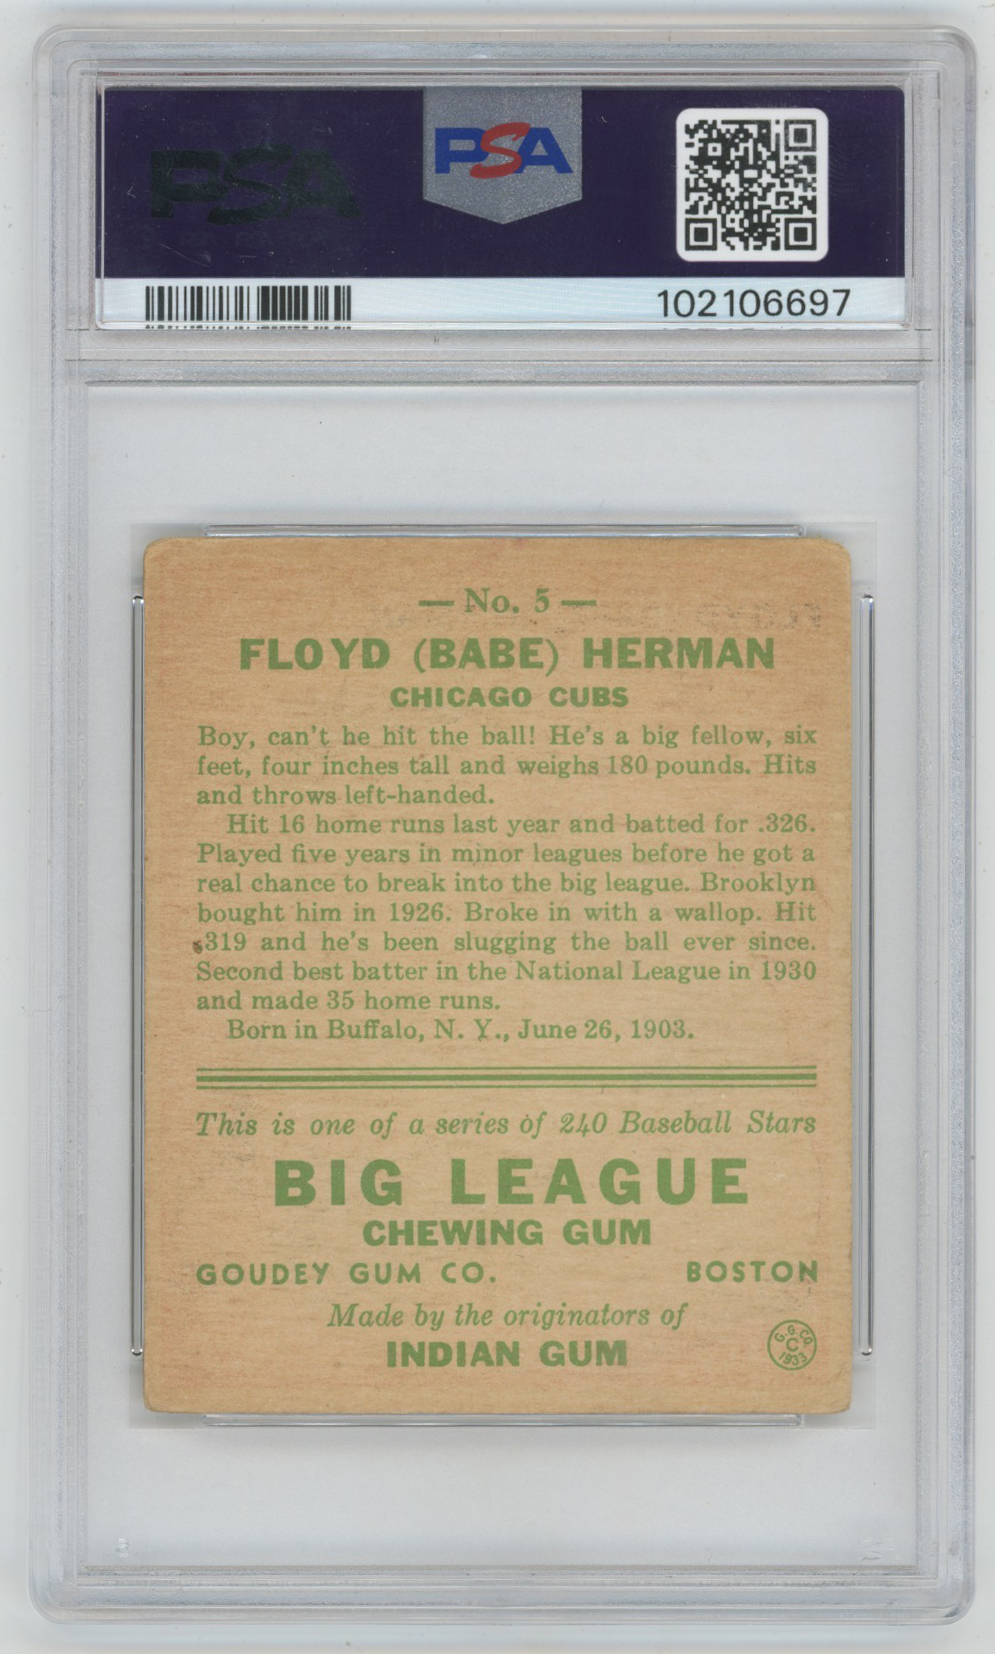 PSA
PSA
102106697
— No. 5 —
FLOYD (BABE) HERMAN
CHICAGO CUBS
Boy, can't he hit the ball! He's a big fellow, six
feet, four inches tall and weighs 180 pounds. Hits
and throws left-handed.
Hit 16 home runs last year and batted for .326.
Played five years in minor leagues before he got a
real chance to break into the big league. Brooklyn
bought him in 1926. Broke in with a wallop. Hit
.319 and he's been slugging the ball ever since.
Second best batter in the National League in 1930
and made 35 home runs.
Born in Buffalo, N. Y., June 26, 1903.
This is one of a series of 240 Baseball Stars
BIG LEAGUE
CHEWING GUM
GOUDEY GUM CO. BOSTON
Made by the originators of
INDIAN GUM
G. G. CO
C
1933